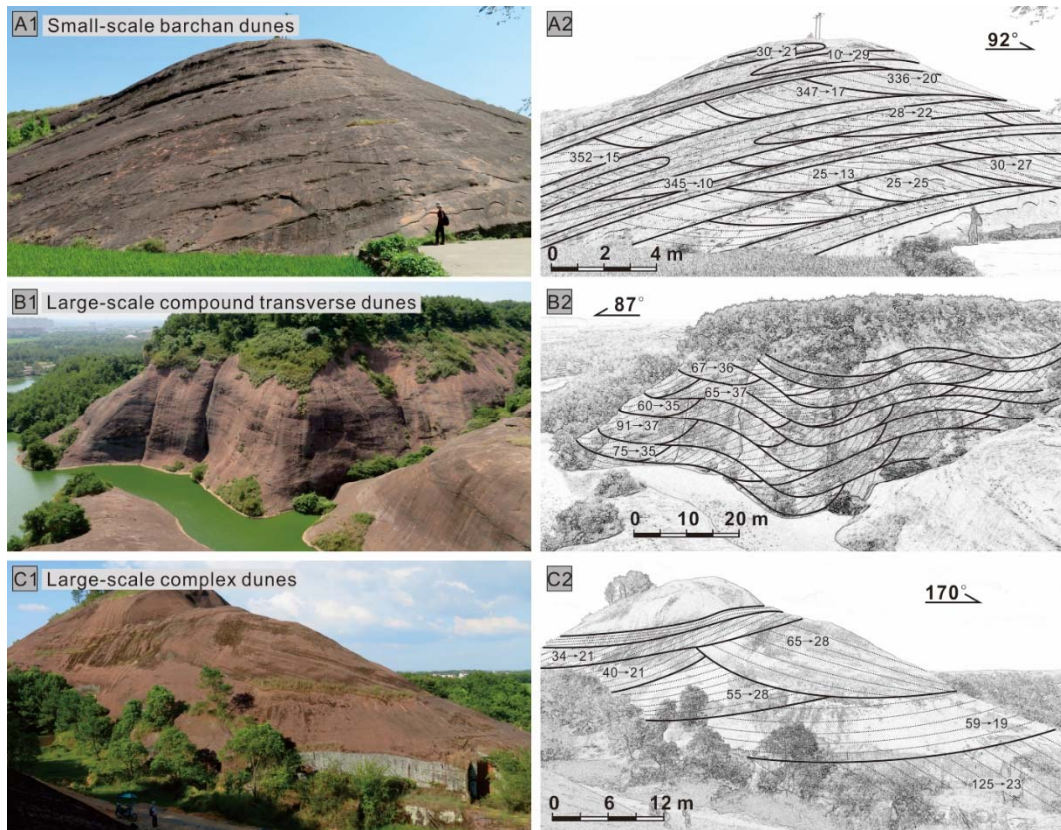 A1 Small-scale barchan dunes
A2
92°
30→21
10→29
336→20
347→17
28→22
352→15
30→27
25→13
345→10
25→25
0 2 4 m
B1 Large-scale compound transverse dunes
B2
87°
67→36
65→37
60→35
91→37
75→35
0 10 20 m
C1 Large-scale complex dunes
C2
170°
65→28
34→21
40→21
55→28
59→19
125→23
0 6 12 m